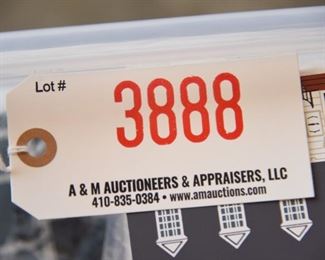 Lot #
3888
A & M AUCTIONEERS & APPRAISERS, LLC
410-835-0384 • www.amauctions.com